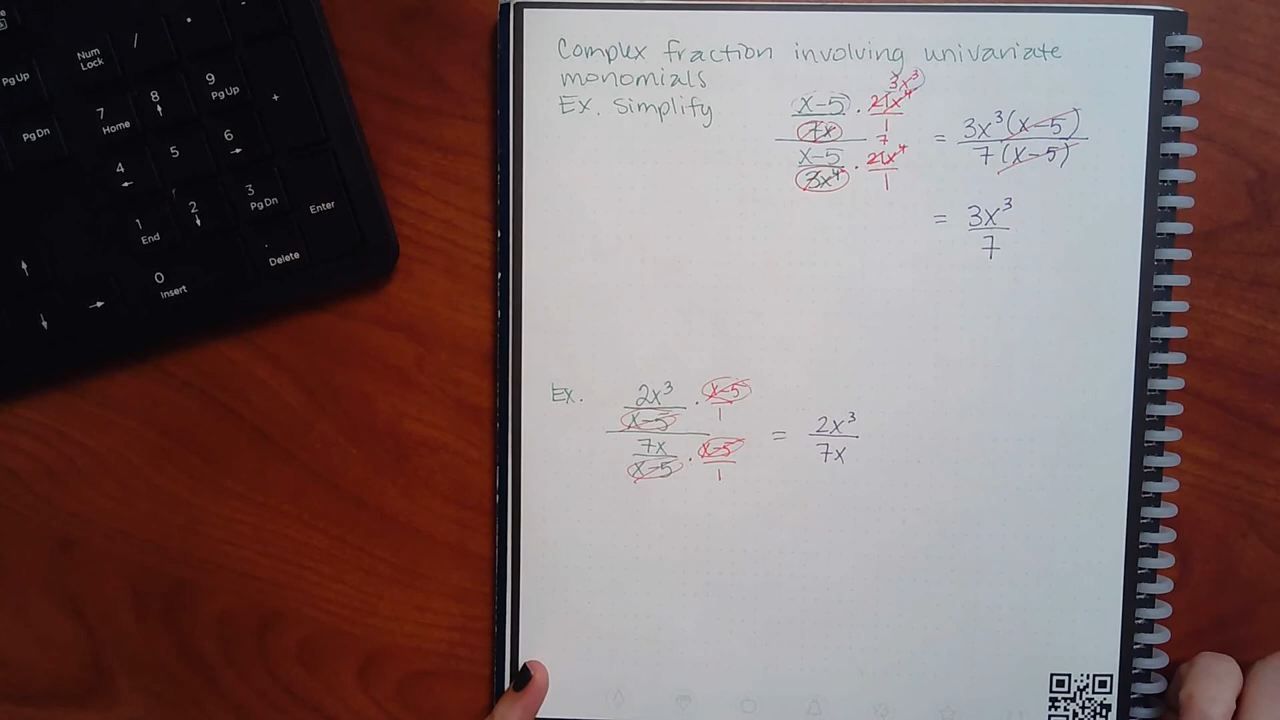 Num Lock
/
*
-
PgUp
7 Home
8 ↑
9 PgUp
+
PgDn
4 ←
5
6 →
1 End
2 ↓
3 PgDn
Enter
0 Insert
. Delete
↑
↓
→
Complex fraction involving univariate
monomials
Ex. Simplify
3x³
x-5 · 21x⁴
7x 1
7
x-5 · 21x⁴
3x⁴ 1
= 3x³(x-5)
7(x-5)
= 3x³
7
Ex.
2x³ · x-5
x-5 1
7x · x-5
x-5 1
= 2x³
7x